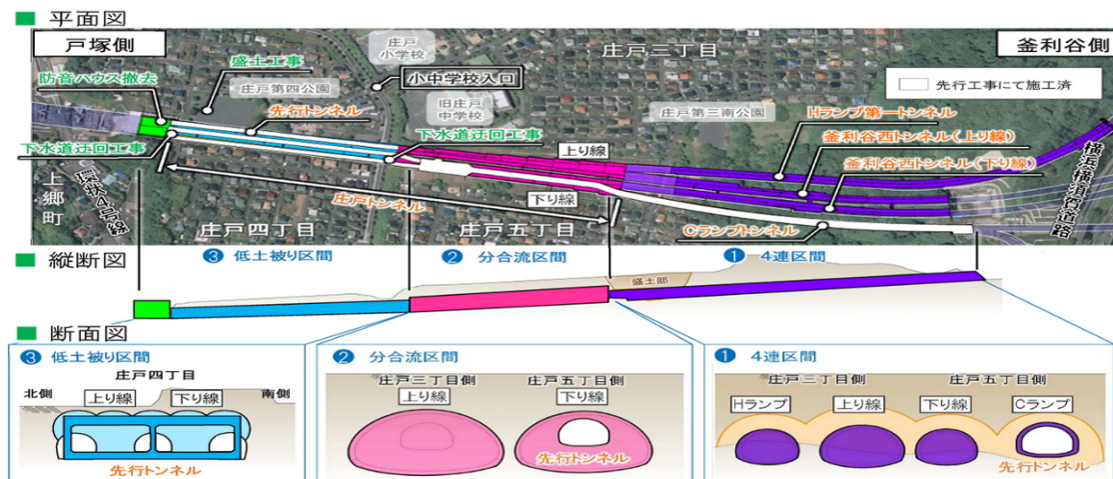 ■ 平面図
戸塚側
釜利谷側
庄戸小学校
庄戸三丁目
防音ハウス撤去
盛土工事
庄戸第四公園
小中学校入口
先行工事にて施工済
先行トンネル
旧庄戸中学校
庄戸第三南公園
Hランプ第一トンネル
下水道迂回工事
下水道迂回工事
上り線
釜利谷西トンネル(上り線)
釜利谷西トンネル(下り線)
上郷町
環状4号線
庄戸トンネル
下り線
横浜横須賀道路
庄戸四丁目
庄戸五丁目
Cランプトンネル
■ 縦断図
③ 低土被り区間
② 分合流区間
① 4連区間
盛土部
■ 断面図
③ 低土被り区間
庄戸四丁目
北側
上り線
下り線
南側
先行トンネル
② 分合流区間
庄戸三丁目側
庄戸五丁目側
上り線
下り線
先行トンネル
① 4連区間
庄戸三丁目側
庄戸五丁目側
Hランプ
上り線
下り線
Cランプ
先行トンネル